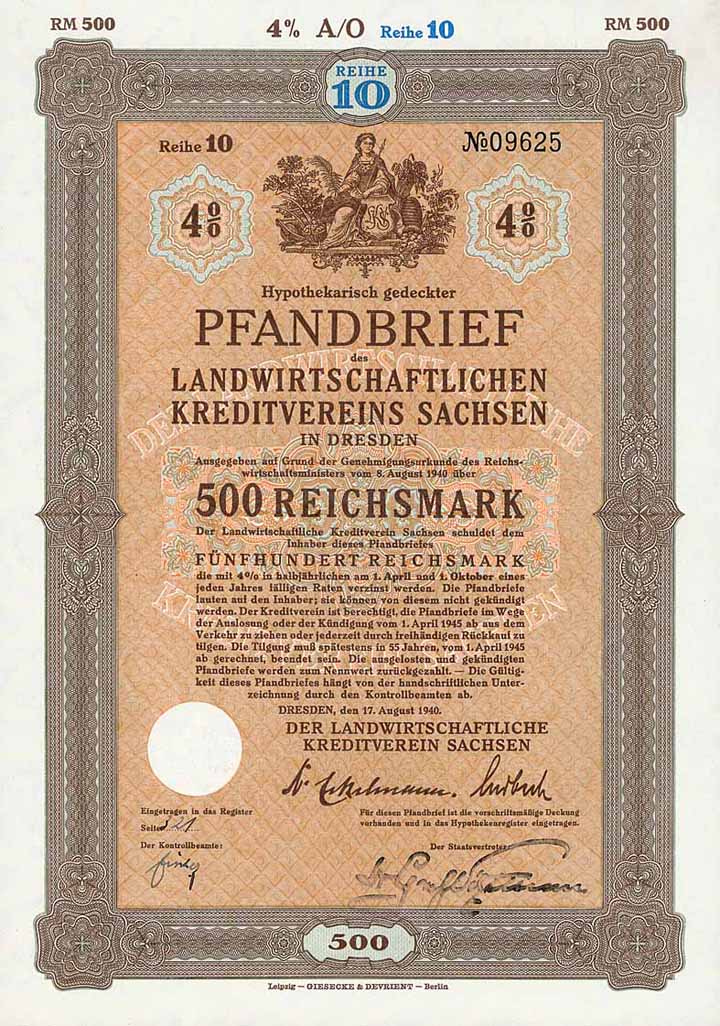 RM 500 4% A/O Reihe 10 RM 500
REIHE
10
Reihe 10 №09625
4% 4%
Hypothekarisch gedeckter
PFANDBRIEF
des
LANDWIRTSCHAFTLICHEN
KREDITVEREINS SACHSEN
IN DRESDEN
Ausgegeben auf Grund der Genehmigungsurkunde des Reichs-
wirtschaftsministers vom 8. August 1940 über
500 REICHSMARK
Der Landwirtschaftliche Kreditverein Sachsen schuldet dem
Inhaber dieses Pfandbriefes
FÜNFHUNDERT REICHSMARK
die mit 4% in halbjährlichen am 1. April und 1. Oktober eines
jeden Jahres fälligen Raten verzinst werden. Die Pfandbriefe
lauten auf den Inhaber; sie können von diesem nicht gekündigt
werden. Der Kreditverein ist berechtigt, die Pfandbriefe im Wege
der Auslosung oder der Kündigung vom 1. April 1945 ab aus dem
Verkehr zu ziehen oder jederzeit durch freihändigen Rückkauf zu
tilgen. Die Tilgung muß spätestens in 55 Jahren, vom 1. April 1945
ab gerechnet, beendet sein. Die ausgelosten und gekündigten
Pfandbriefe werden zum Nennwert zurückgezahlt. — Die Gültig-
keit dieses Pfandbriefes hängt von der handschriftlichen Unter-
zeichnung durch den Kontrollbeamten ab.
DRESDEN, den 17. August 1940.
DER LANDWIRTSCHAFTLICHE
KREDITVEREIN SACHSEN
Eingetragen in das Register
Seite 21
Der Kontrollbeamte:
Für diesen Pfandbrief ist die vorschriftsmäßige Deckung
vorhanden und in das Hypothekenregister eingetragen.
Der Staatsvertreter:
500
Leipzig — GIESECKE & DEVRIENT — Berlin